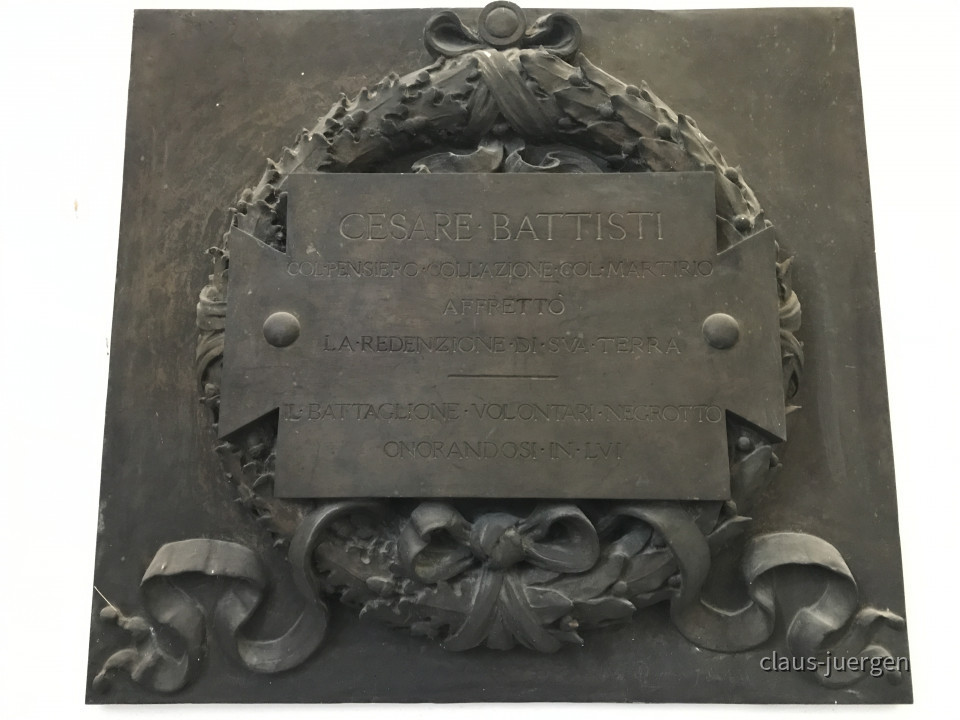 CESARE·BATTISTI
COL·PENSIERO·COLL'AZIONE·COL·MARTIRIO
AFFRETTÒ
LA·REDENZIONE·DI·SVA·TERRA
IL·BATTAGLIONE·VOLONTARI·NEGROTTO
ONORANDOSI·IN·LVI
claus-juergen